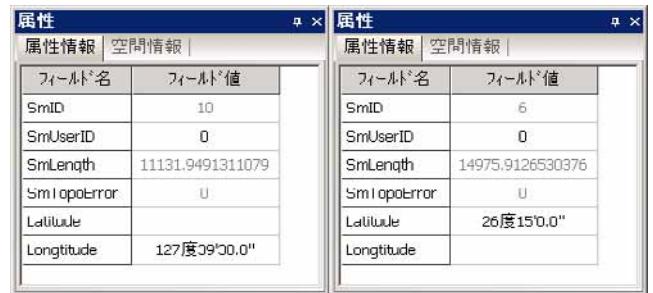 属性
属性情報 空間情報
フィールド名 フィールド値
SmID 10
SmUserID 0
SmLength 11131.9491311079
SmTopoError 0
Latitude
Longtitude 127度39'00.0"
属性
属性情報 空間情報
フィールド名 フィールド値
SmID 6
SmUserID 0
SmLength 14975.9126530376
SmTopoError 0
Latitude 26度15'0.0"
Longtitude